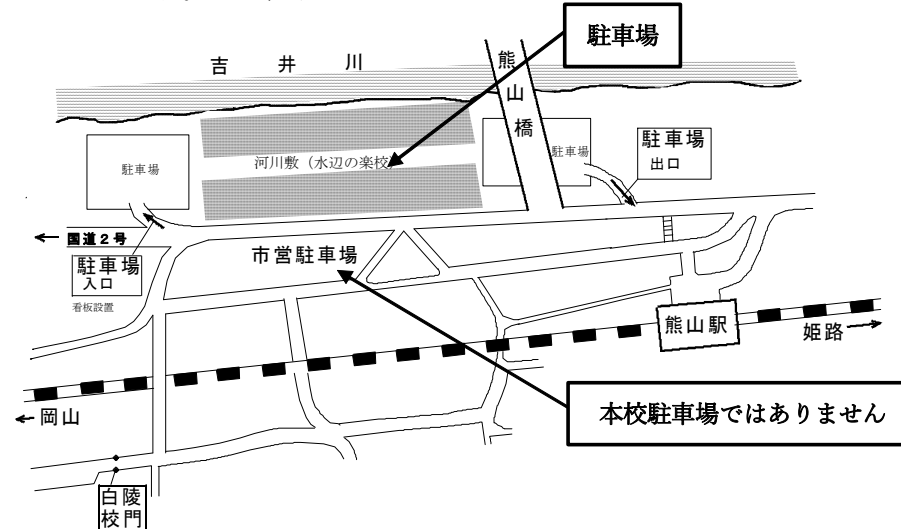 駐車場
吉井川
熊山橋
駐車場
河川敷（水辺の楽校）
駐車場
駐車場
出口
国道２号
市営駐車場
駐車場
入口
看板設置
熊山駅
姫路
岡山
本校駐車場ではありません
白陵
校門